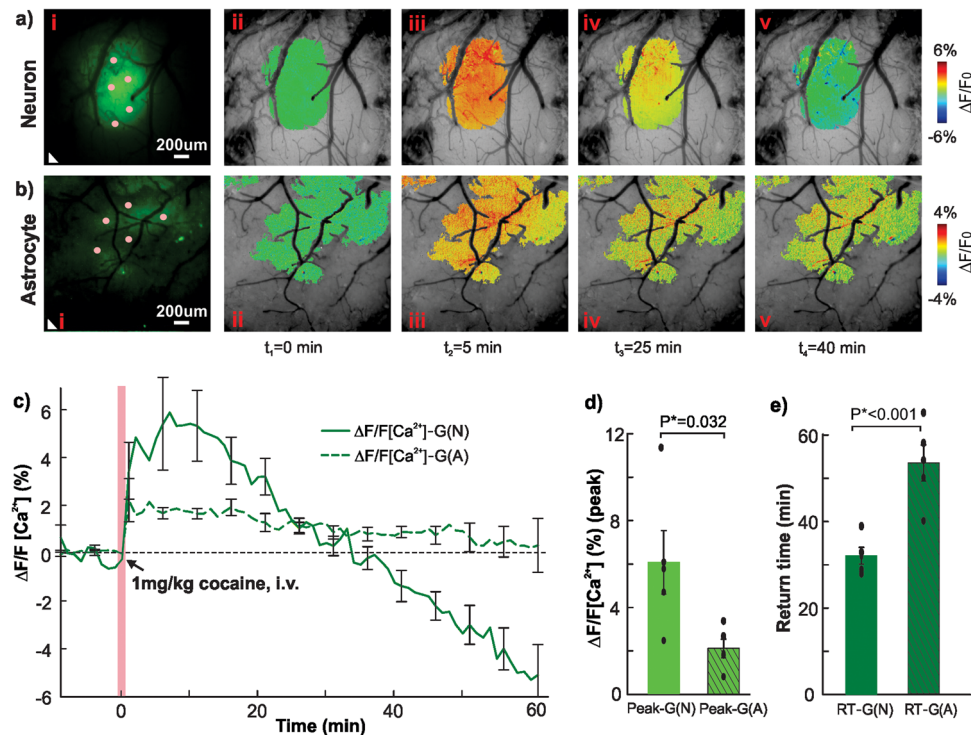 a)
i
ii
iii
iv
v
Neuron
200um
6%
-6%
ΔF/F₀
b)
Astrocyte
200um
i
ii
iii
iv
v
4%
-4%
ΔF/F₀
t₁=0 min
t₂=5 min
t₃=25 min
t₄=40 min
c)
ΔF/F [Ca²⁺] (%)
6
4
2
0
-2
-4
-6
ΔF/F[Ca²⁺]-G(N)
ΔF/F[Ca²⁺]-G(A)
1mg/kg cocaine, i.v.
0
20
40
60
Time (min)
d)
P*=0.032
ΔF/F[Ca²⁺] (%) (peak)
12
9
6
3
0
Peak-G(N) Peak-G(A)
e)
P*<0.001
Return time (min)
60
40
20
0
RT-G(N) RT-G(A)